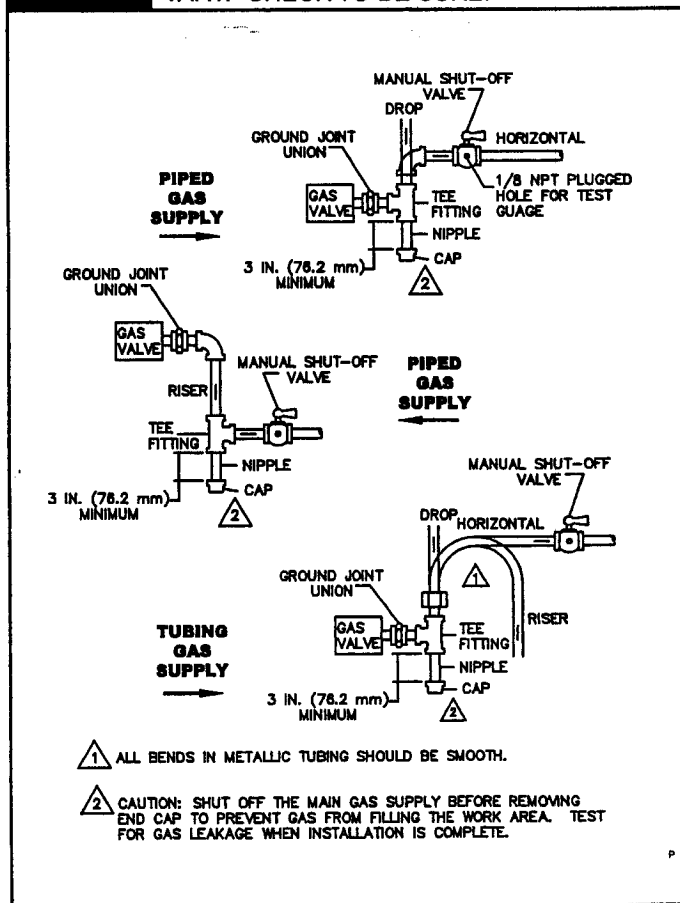 CHECK TO BE SURE.
MANUAL SHUT-OFF
VALVE
DROP
GROUND JOINT
UNION
HORIZONTAL
PIPED
GAS
SUPPLY
GAS
VALVE
TEE
FITTING
1/8 NPT PLUGGED
HOLE FOR TEST
GUAGE
NIPPLE
3 IN. (76.2 mm)
MINIMUM
CAP
2
GROUND JOINT
UNION
GAS
VALVE
MANUAL SHUT-OFF
VALVE
PIPED
GAS
SUPPLY
RISER
TEE
FITTING
NIPPLE
3 IN. (76.2 mm)
MINIMUM
CAP
2
MANUAL SHUT-OFF
VALVE
DROP
HORIZONTAL
1
GROUND JOINT
UNION
RISER
TUBING
GAS
SUPPLY
GAS
VALVE
TEE
FITTING
NIPPLE
3 IN. (76.2 mm)
MINIMUM
CAP
2
1 ALL BENDS IN METALLIC TUBING SHOULD BE SMOOTH.
2 CAUTION: SHUT OFF THE MAIN GAS SUPPLY BEFORE REMOVING
END CAP TO PREVENT GAS FROM FILLING THE WORK AREA. TEST
FOR GAS LEAKAGE WHEN INSTALLATION IS COMPLETE.
P